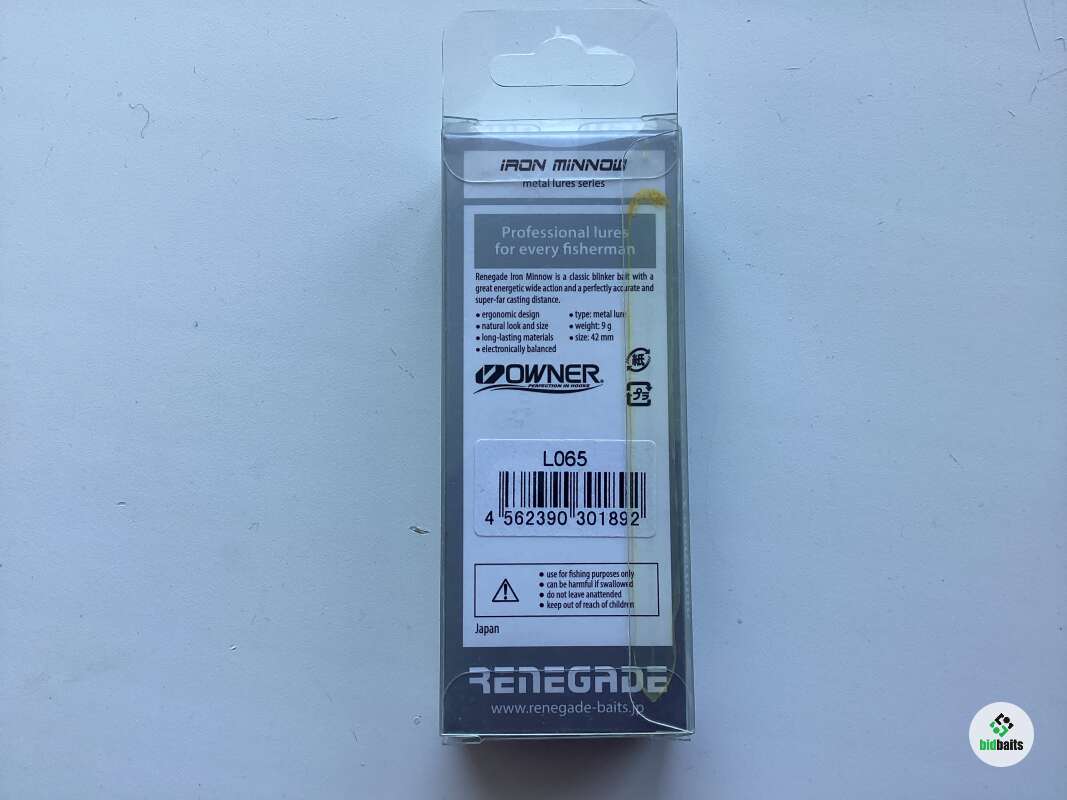 IRON MINNOW
metal lures series
Professional lures
for every fisherman
Renegade Iron Minnow is a classic blinker bait with a
great energetic wide action and a perfectly accurate and
super-far casting distance.
• ergonomic design
• natural look and size
• long-lasting materials
• electronically balanced
• type: metal lure
• weight: 9 g
• size: 42 mm
紙
プラ
OWNER
PERFECTION IN HOOKS
L065
4 562390 301892
• use for fishing purposes only
• can be harmful if swallowed
• do not leave anattended
• keep out of reach of children
Japan
RENEGADE
www.renegade-baits.jp
bidbaits